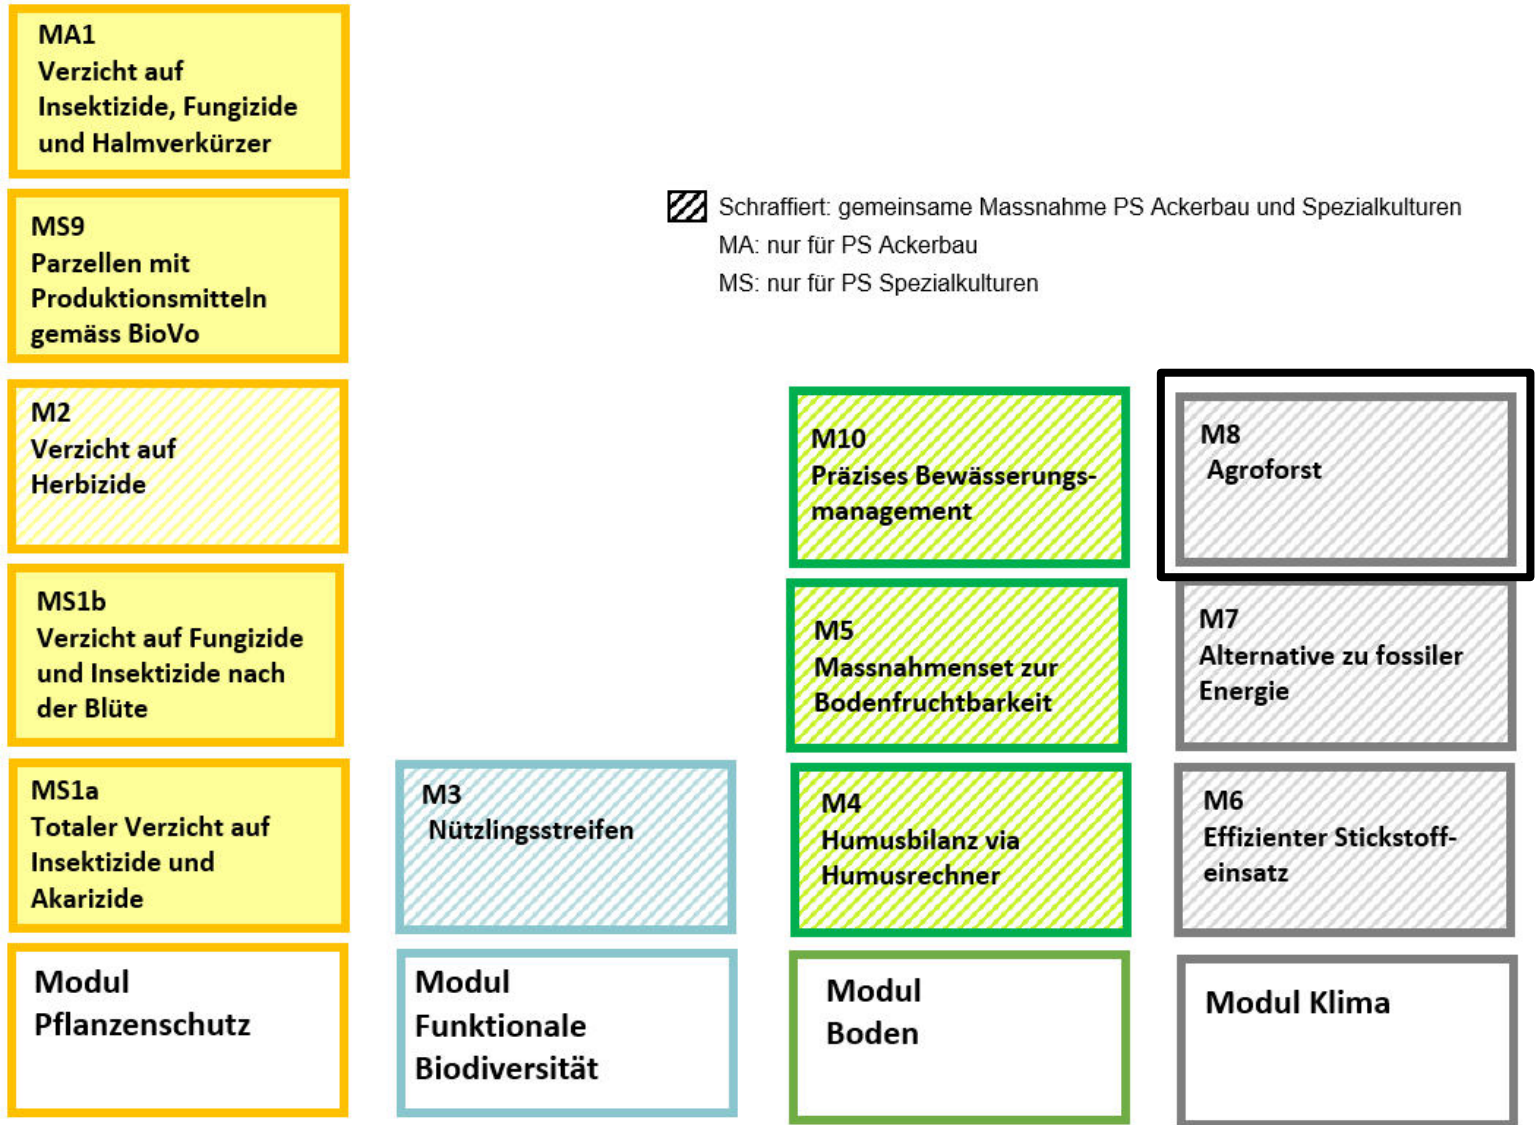 MA1
Verzicht auf
Insektizide, Fungizide
und Halmverkürzer
MS9
Parzellen mit
Produktionsmitteln
gemäss BioVo
M2
Verzicht auf
Herbizide
MS1b
Verzicht auf Fungizide
und Insektizide nach
der Blüte
MS1a
Totaler Verzicht auf
Insektizide und
Akarizide
Modul
Pflanzenschutz
M3
Nützlingsstreifen
Modul
Funktionale
Biodiversität
Schraffiert: gemeinsame Massnahme PS Ackerbau und Spezialkulturen
MA: nur für PS Ackerbau
MS: nur für PS Spezialkulturen
M10
Präzises Bewässerungs-
management
M5
Massnahmenset zur
Bodenfruchtbarkeit
M4
Humusbilanz via
Humusrechner
Modul
Boden
M8
Agroforst
M7
Alternative zu fossiler
Energie
M6
Effizienter Stickstoff-
einsatz
Modul Klima